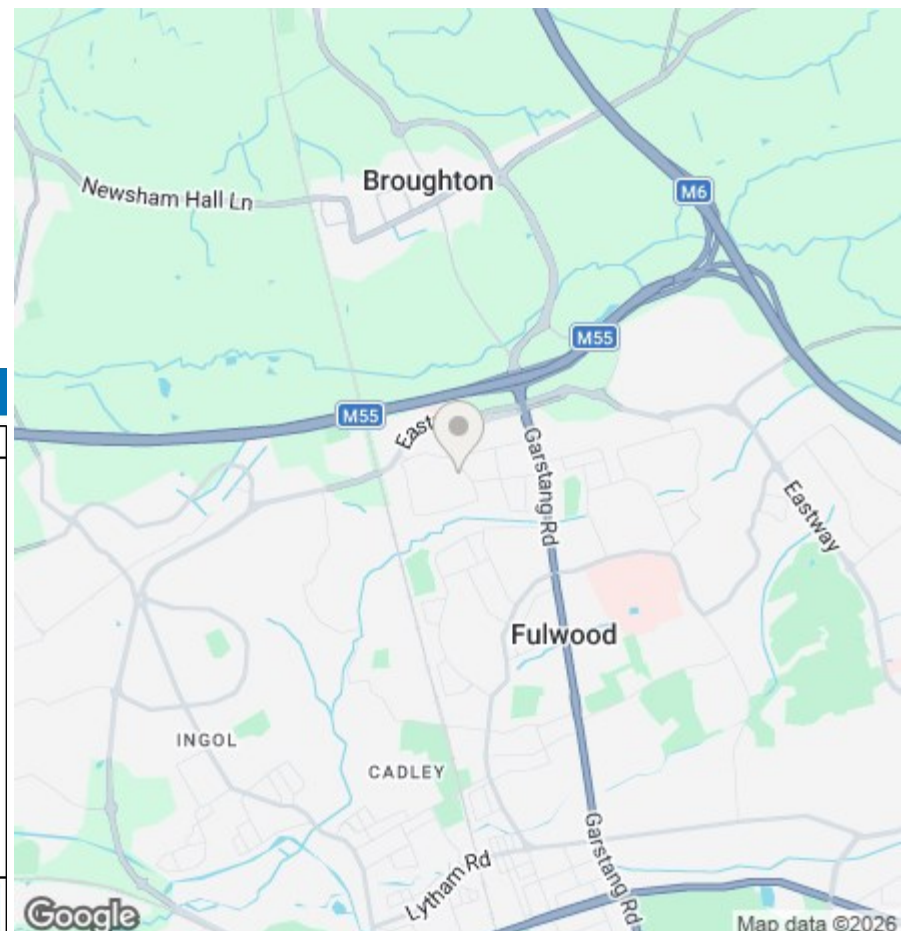 Broughton
Newsham Hall Ln
M6
M55
M55
East
Garstang Rd
Eastway
Fulwood
INGOL
CADLEY
Lytham Rd
Garstang Rd
Google
Map data ©2026